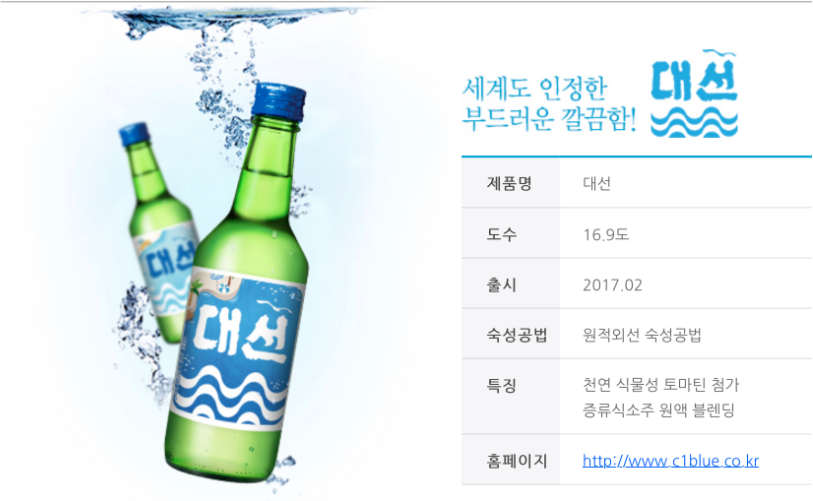 세계도 인정한
부드러운 깔끔함!
대선
제품명 대선
도수 16.9도
출시 2017.02
숙성공법 원적외선 숙성공법
특징 천연 식물성 토마틴 첨가
증류식소주 원액 블렌딩
홈페이지 http://www.c1blue.co.kr
대선
대선